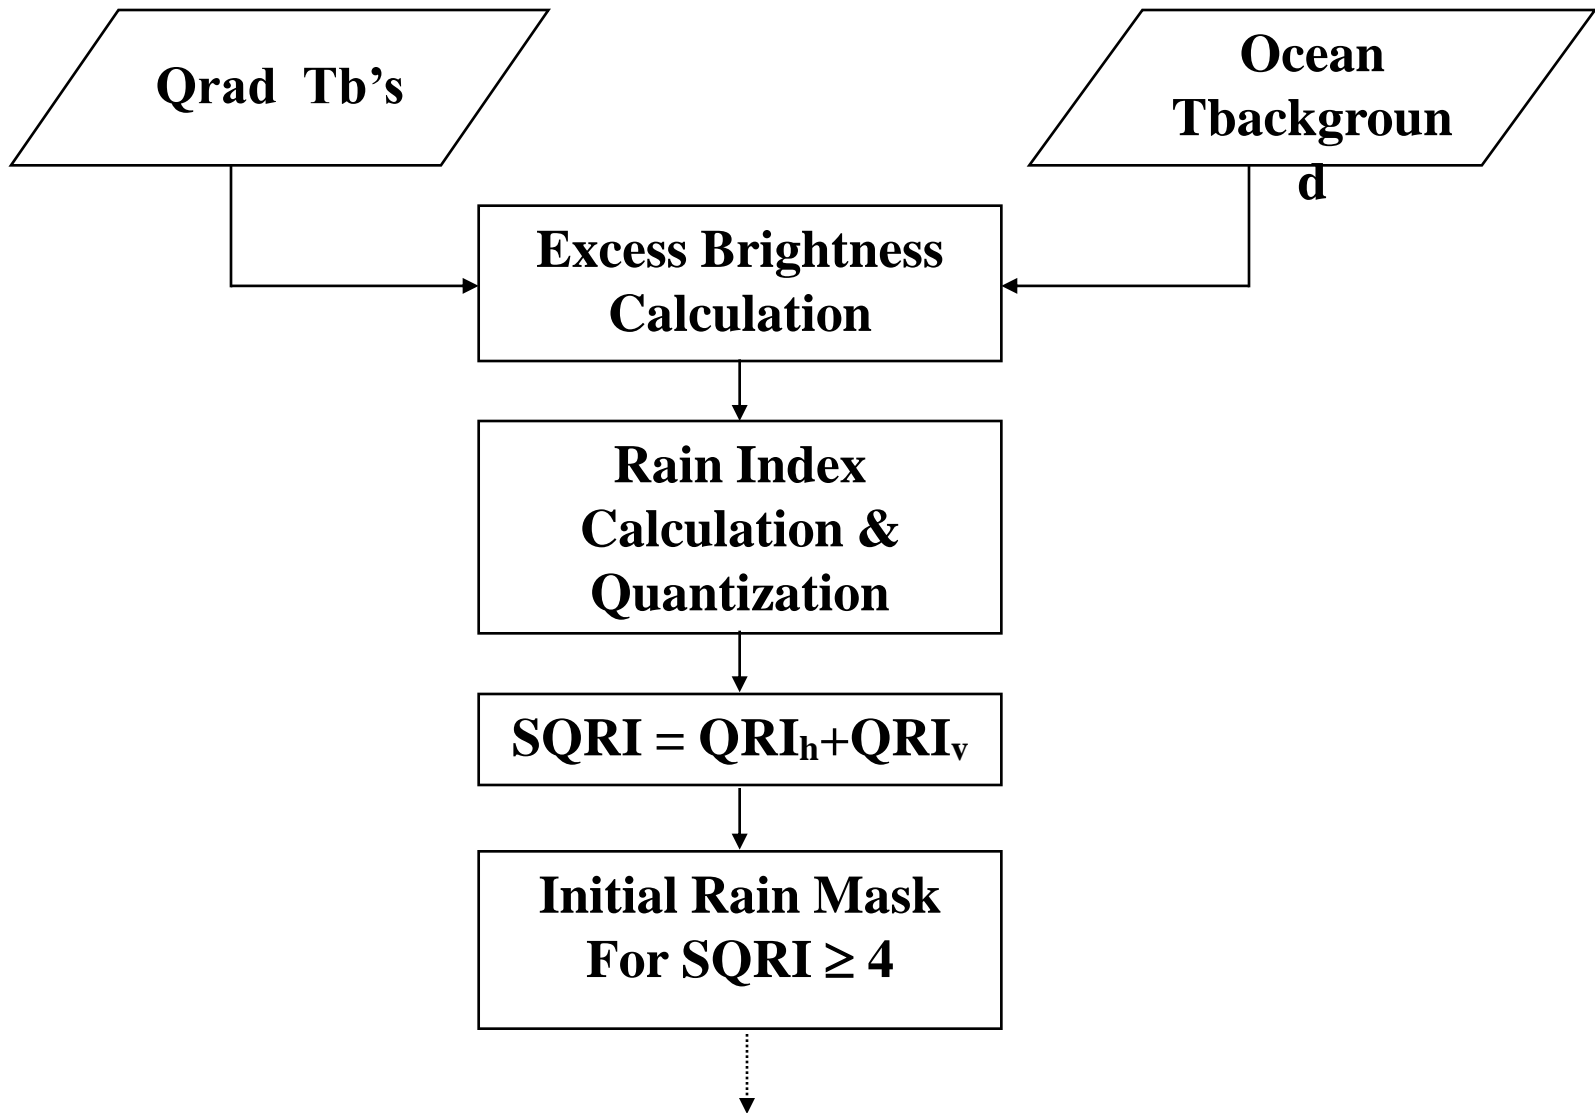 Qrad Tb’s
Ocean
Tbackgroun
d
Excess Brightness
Calculation
Rain Index
Calculation &
Quantization
SQRI = QRIh+QRIv
Initial Rain Mask
For SQRI ≥ 4